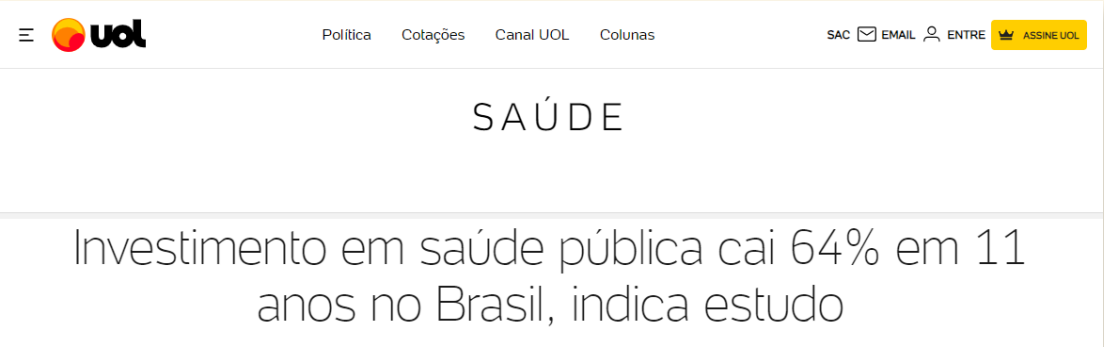 uol Política Cotações Canal UOL Colunas SAC EMAIL ENTRE ASSINE UOL
SAÚDE
Investimento em saúde pública cai 64% em 11
anos no Brasil, indica estudo